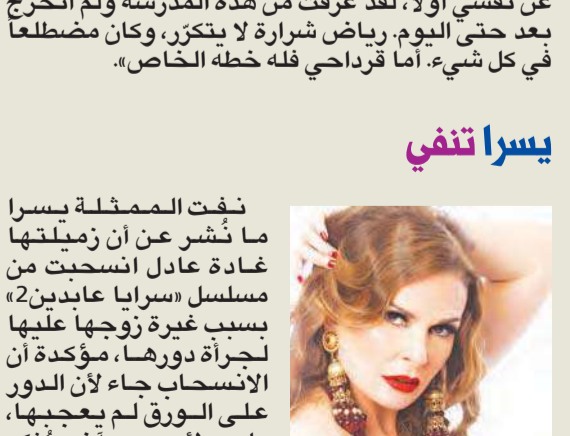 عن نفسي أولاً، لقد عرفت من هذه المدرسة ولم أتخرج
بعد حتى اليوم. رياض شرارة لا يتكرّر، وكان مضطلعاً
في كل شيء. أما قرداحي فله خطه الخاص».
يسرا تنفي
نفت الممثلة يسرا
ما نُشر عن أن زميلتها
غادة عادل انسحبت من
مسلسل «سرايا عابدين2»
بسبب غيرة زوجها عليها
لجرأة دورها، مؤكدة أن
الانسحاب جاء لأن الدور
على الورق لم يعجبها،